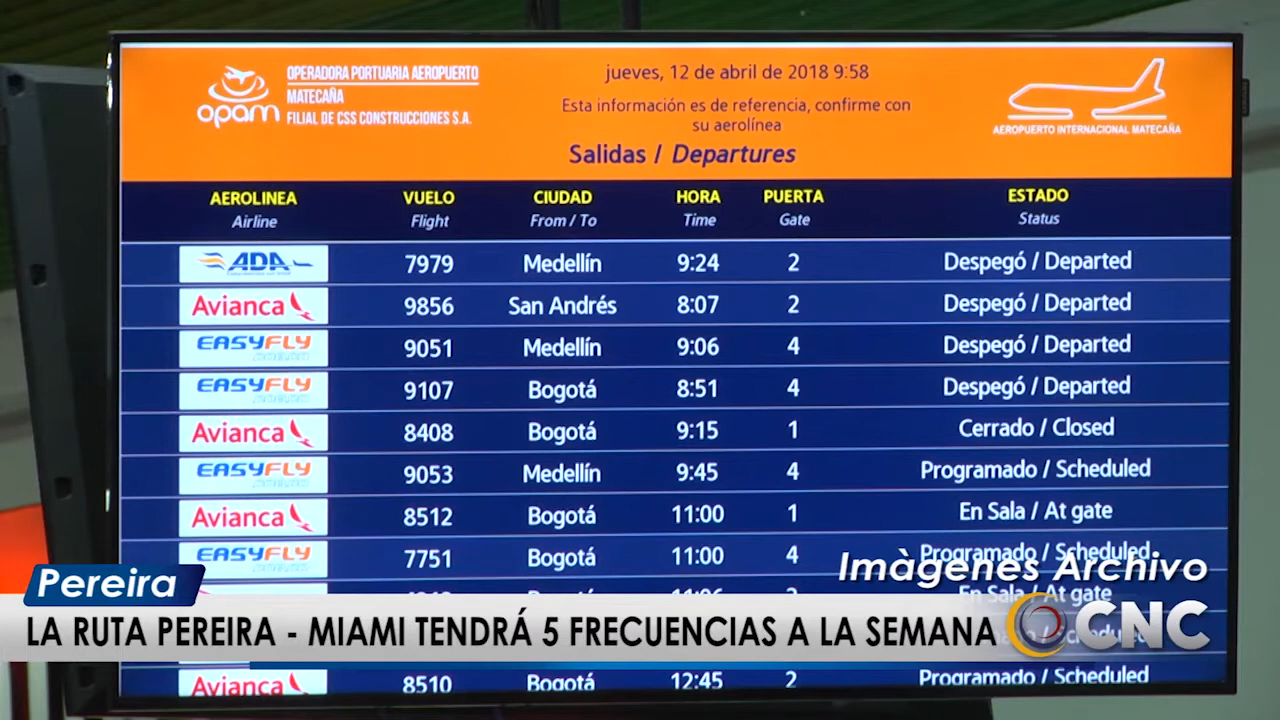 opam
OPERADORA PORTUARIA AEROPUERTO
MATECAÑA
FILIAL DE CSS CONSTRUCCIONES S.A.
jueves, 12 de abril de 2018 9:58
Esta información es de referencia, confirme con
su aerolínea
Salidas / Departures
AEROPUERTO INTERNACIONAL MATECAÑA
AEROLINEA VUELO CIUDAD HORA PUERTA ESTADO
Airline Flight From / To Time Gate Status
ADA 7979 Medellín 9:24 2 Despegó / Departed
Avianca 9856 San Andrés 8:07 2 Despegó / Departed
EASYFLY 9051 Medellín 9:06 4 Despegó / Departed
EASYFLY 9107 Bogotá 8:51 4 Despegó / Departed
Avianca 8408 Bogotá 9:15 1 Cerrado / Closed
EASYFLY 9053 Medellín 9:45 4 Programado / Scheduled
Avianca 8512 Bogotá 11:00 1 En Sala / At gate
EASYFLY 7751 Bogotá 11:00 4 Programado / Scheduled
Imàgenes Archivo
En Sala / At gate
Pereira
LA RUTA PEREIRA - MIAMI TENDRÁ 5 FRECUENCIAS A LA SEMANA
CNC
Avianca 8510 Bogotá 12:45 2 Programado / Scheduled